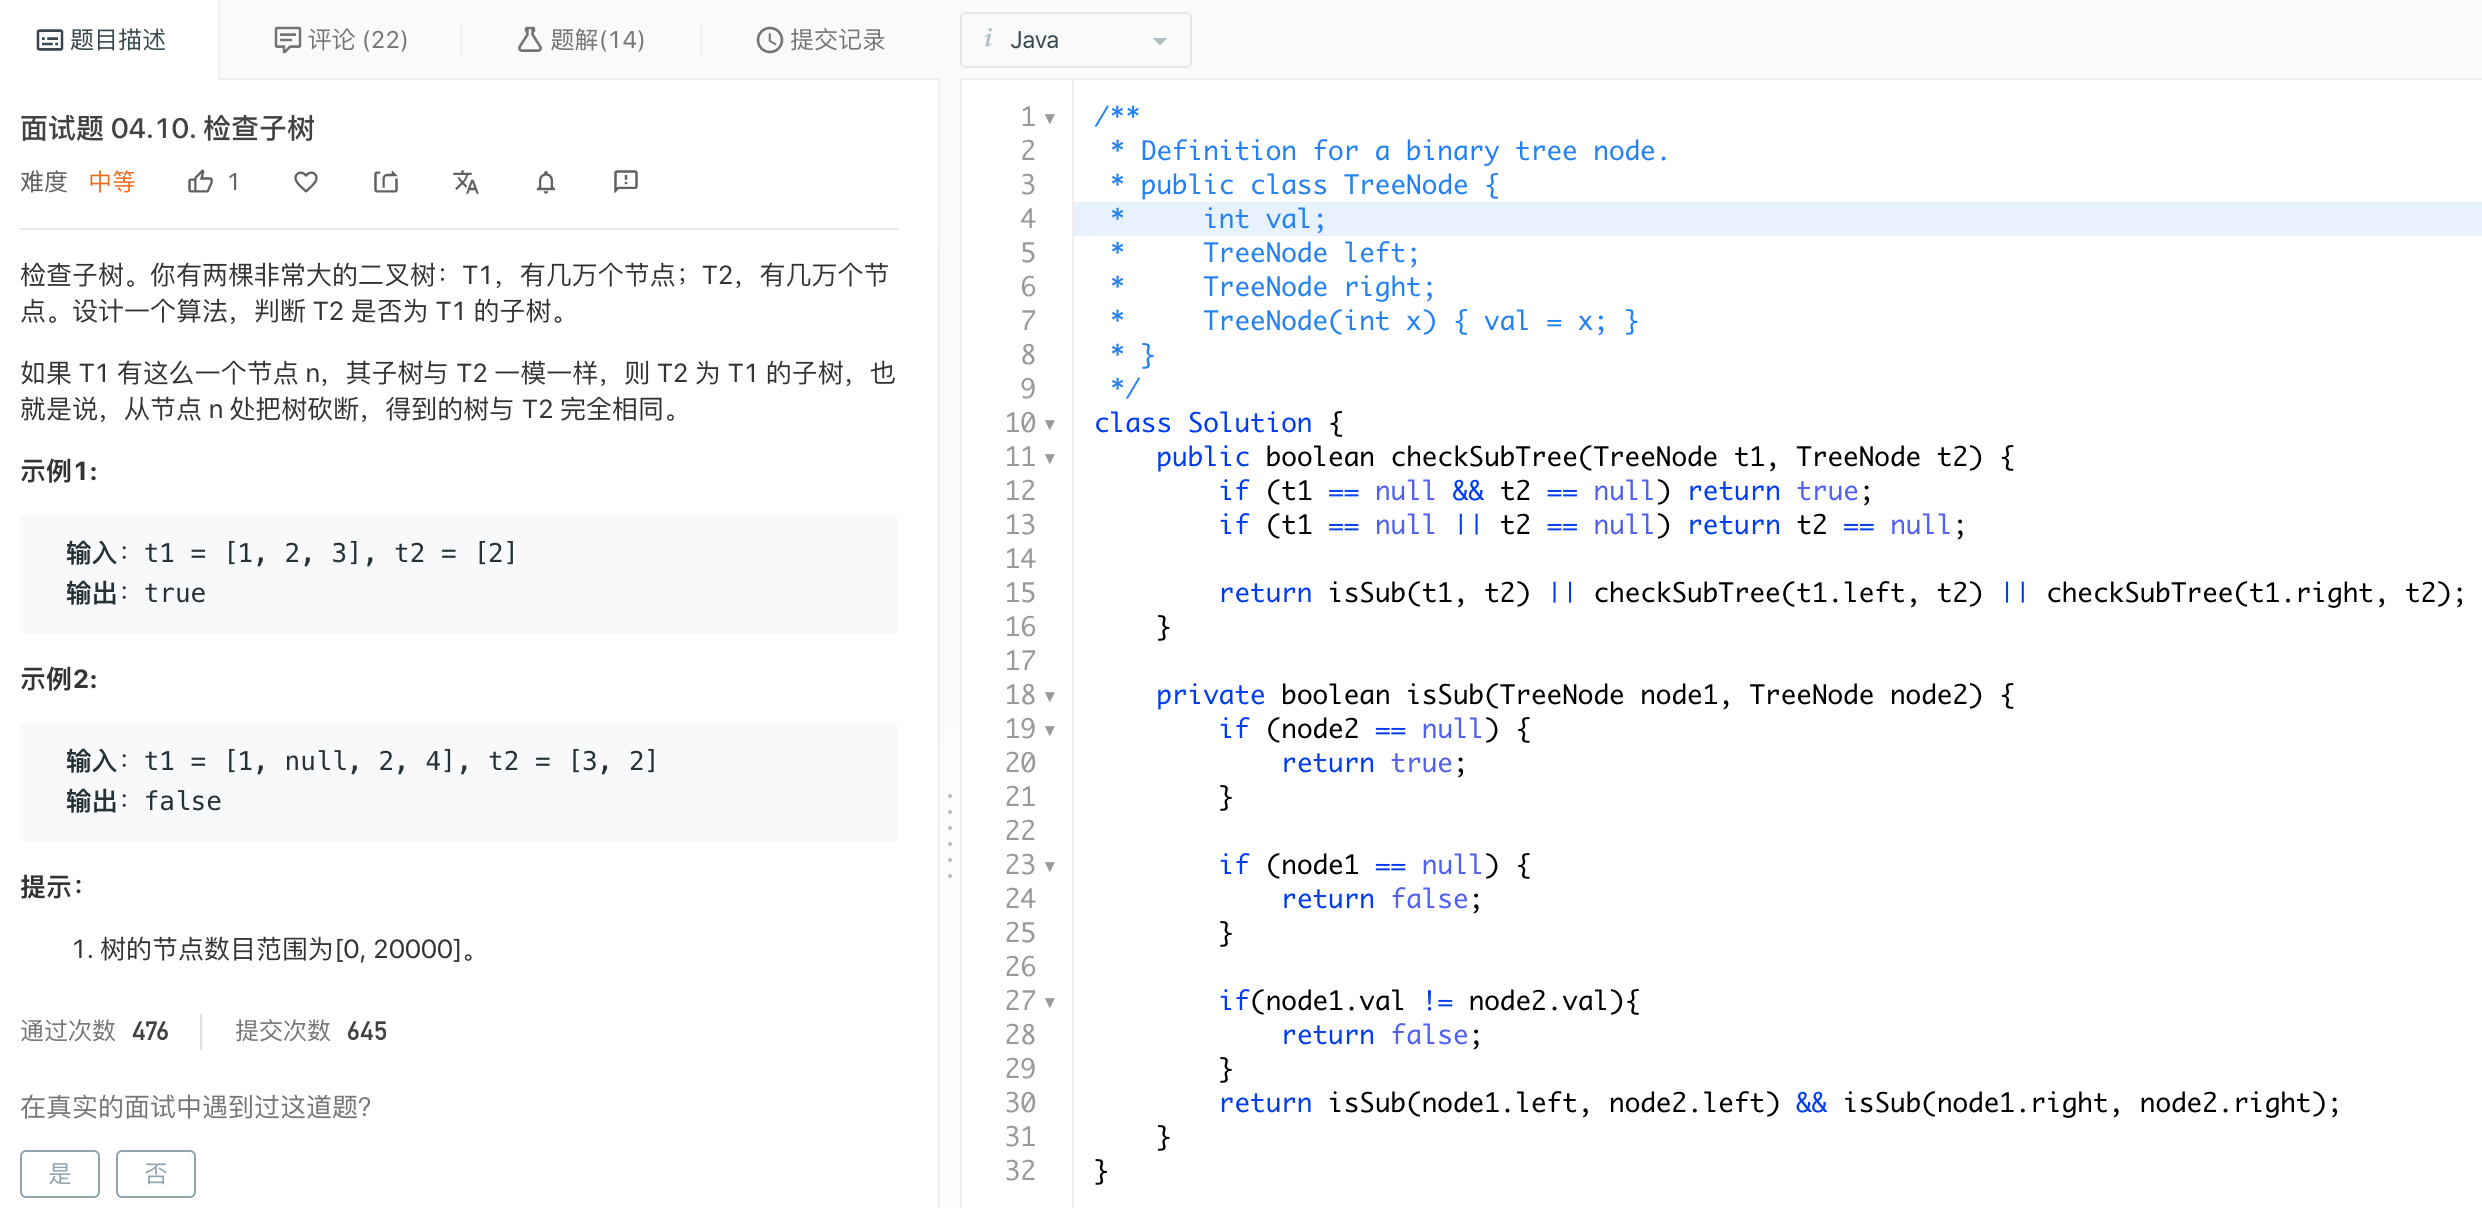 题目描述
评论 (22)
题解(14)
提交记录
i Java
面试题 04.10. 检查子树
难度 中等 1
检查子树。你有两棵非常大的二叉树：T1，有几万个节点；T2，有几万个节
点。设计一个算法，判断 T2 是否为 T1 的子树。
如果 T1 有这么一个节点 n，其子树与 T2 一模一样，则 T2 为 T1 的子树，也
就是说，从节点 n 处把树砍断，得到的树与 T2 完全相同。
示例1:
输入：t1 = [1, 2, 3], t2 = [2]
输出：true
示例2:
输入：t1 = [1, null, 2, 4], t2 = [3, 2]
输出：false
提示：
1. 树的节点数目范围为[0, 20000]。
通过次数 476 提交次数 645
在真实的面试中遇到过这道题?
是 否
1 /**
2  * Definition for a binary tree node.
3  * public class TreeNode {
4  *     int val;
5  *     TreeNode left;
6  *     TreeNode right;
7  *     TreeNode(int x) { val = x; }
8  * }
9  */
10 class Solution {
11     public boolean checkSubTree(TreeNode t1, TreeNode t2) {
12         if (t1 == null && t2 == null) return true;
13         if (t1 == null || t2 == null) return t2 == null;
14
15         return isSub(t1, t2) || checkSubTree(t1.left, t2) || checkSubTree(t1.right, t2);
16     }
17
18     private boolean isSub(TreeNode node1, TreeNode node2) {
19         if (node2 == null) {
20             return true;
21         }
22
23         if (node1 == null) {
24             return false;
25         }
26
27         if(node1.val != node2.val){
28             return false;
29         }
30         return isSub(node1.left, node2.left) && isSub(node1.right, node2.right);
31     }
32 }